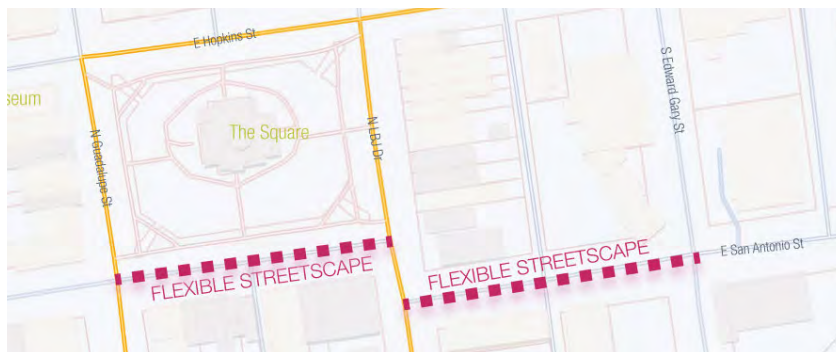 E Hopkins St
seum
The Square
N Guadalupe St
N LBJ Dr
S Edward Gary St
E San Antonio St
FLEXIBLE STREETSCAPE
FLEXIBLE STREETSCAPE